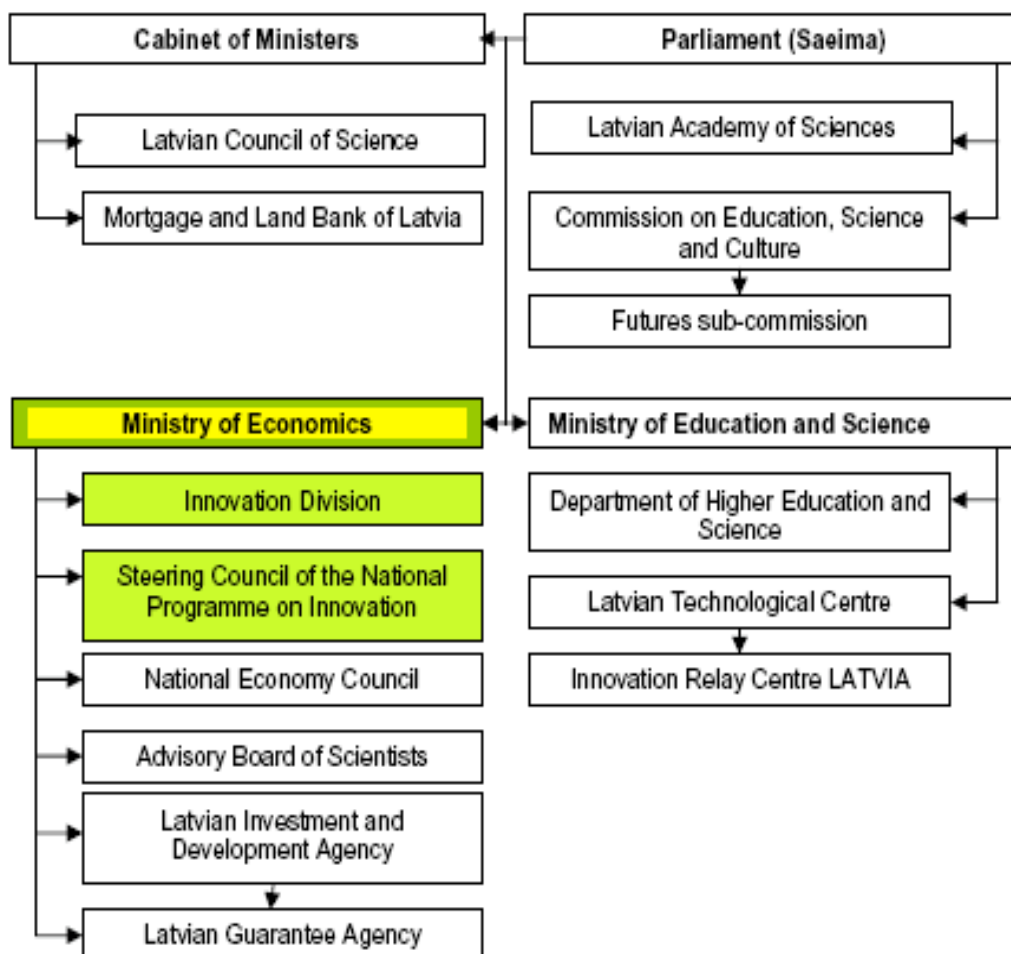 Cabinet of Ministers
Parliament (Saeima)
Latvian Council of Science
Mortgage and Land Bank of Latvia
Latvian Academy of Sciences
Commission on Education, Science
and Culture
Futures sub-commission
Ministry of Economics
Ministry of Education and Science
Innovation Division
Steering Council of the National
Programme on Innovation
National Economy Council
Advisory Board of Scientists
Latvian Investment and
Development Agency
Latvian Guarantee Agency
Department of Higher Education and
Science
Latvian Technological Centre
Innovation Relay Centre LATVIA